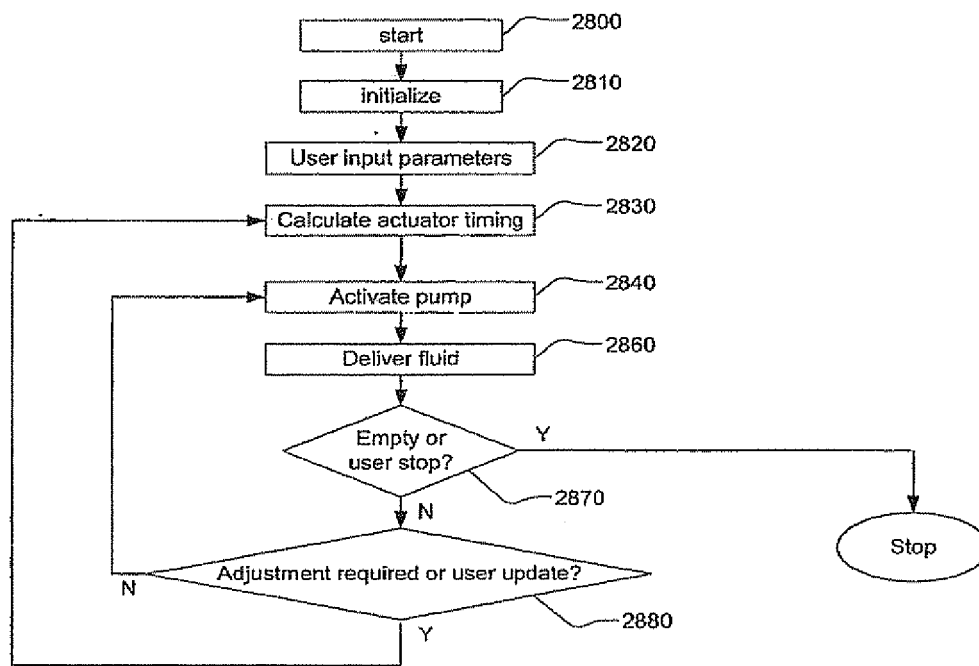 start
2800
initialize
2810
User input parameters
2820
Calculate actuator timing
2830
Activate pump
2840
Deliver fluid
2860
Empty or
user stop?
Y
2870
N
Stop
Adjustment required or user update?
N
2880
Y